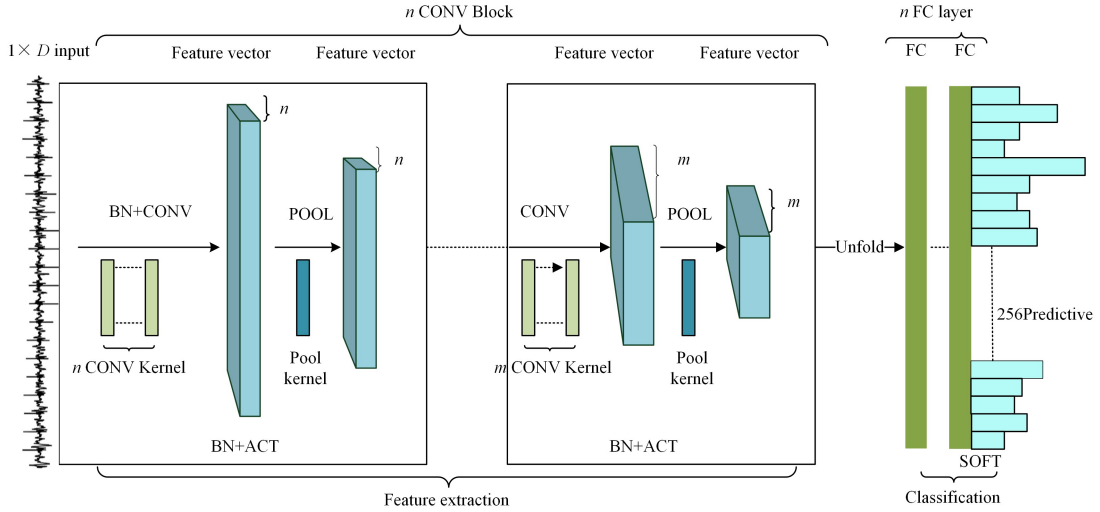 n CONV Block
n FC layer
1× D input
Feature vector
Feature vector
Feature vector
Feature vector
FC
FC
n
n
m
m
BN+CONV
POOL
CONV
POOL
Unfold
256Predictive
n CONV Kernel
Pool
kernel
m CONV Kernel
Pool
kernel
BN+ACT
BN+ACT
SOFT
Feature extraction
Classification